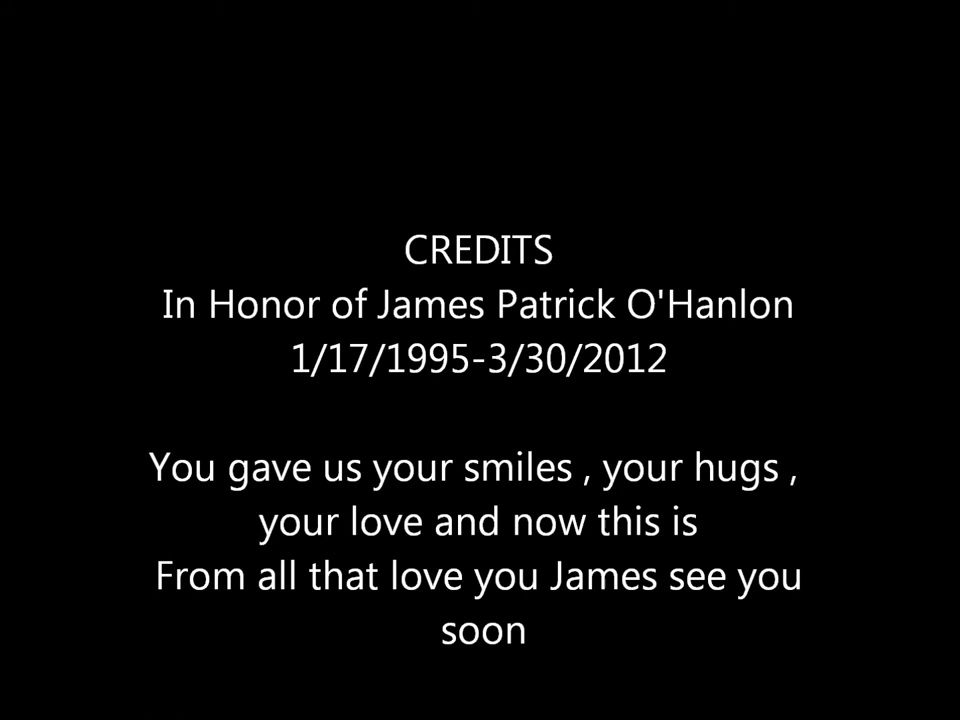 CREDITS
In Honor of James Patrick O'Hanlon
1/17/1995-3/30/2012
You gave us your smiles , your hugs ,
your love and now this is
From all that love you James see you
soon